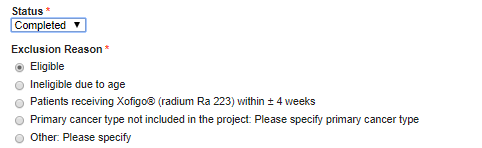 Status *
Completed ▼
Exclusion Reason *
Eligible
Ineligible due to age
Patients receiving Xofigo® (radium Ra 223) within ± 4 weeks
Primary cancer type not included in the project: Please specify primary cancer type
Other: Please specify